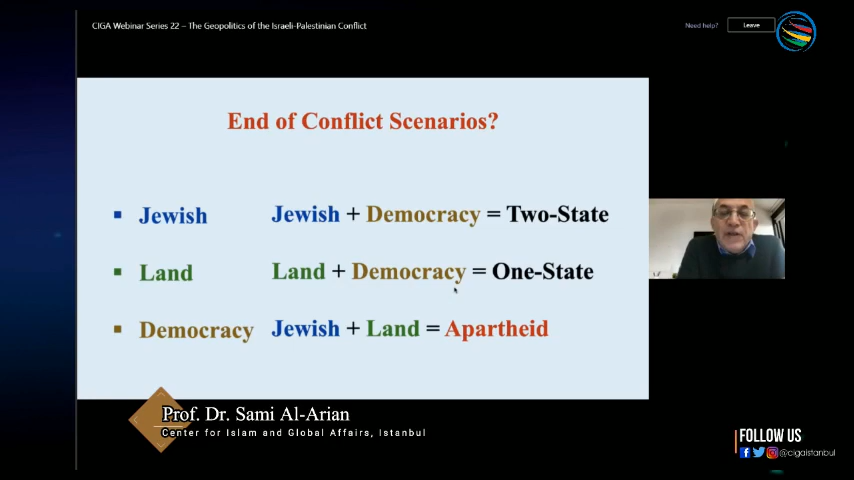 CIGA Webinar Series 22 – The Geopolitics of the Israeli-Palestinian Conflict
Need help?
Leave
End of Conflict Scenarios?
Jewish
Jewish + Democracy = Two-State
Land
Land + Democracy = One-State
Democracy
Jewish + Land = Apartheid
Prof. Dr. Sami Al-Arian
Center for Islam and Global Affairs, Istanbul
FOLLOW US
@cigaistanbul